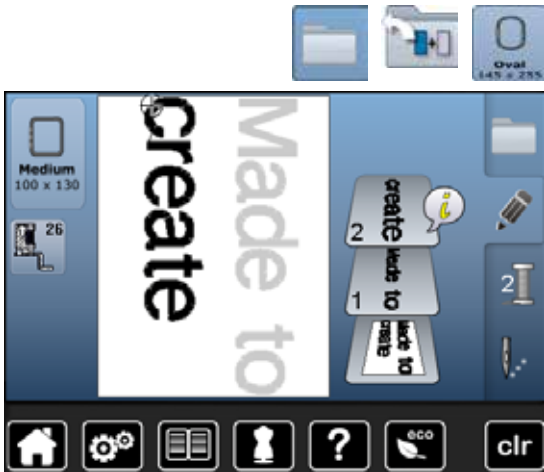 Oval
145 x 255
Medium
100 x 130
26
create
Made to
2
create
1
Made to
Made to
create
2
?
eco
clr
i